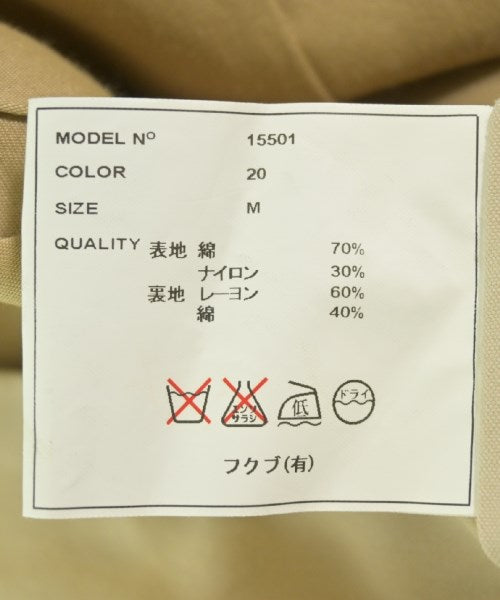 MODEL Nº 15501
COLOR 20
SIZE M
QUALITY 表地 綿 70%
ナイロン 30%
裏地 レーヨン 60%
綿 40%
エンソ
サラシ
低
ドライ
フクブ(有)